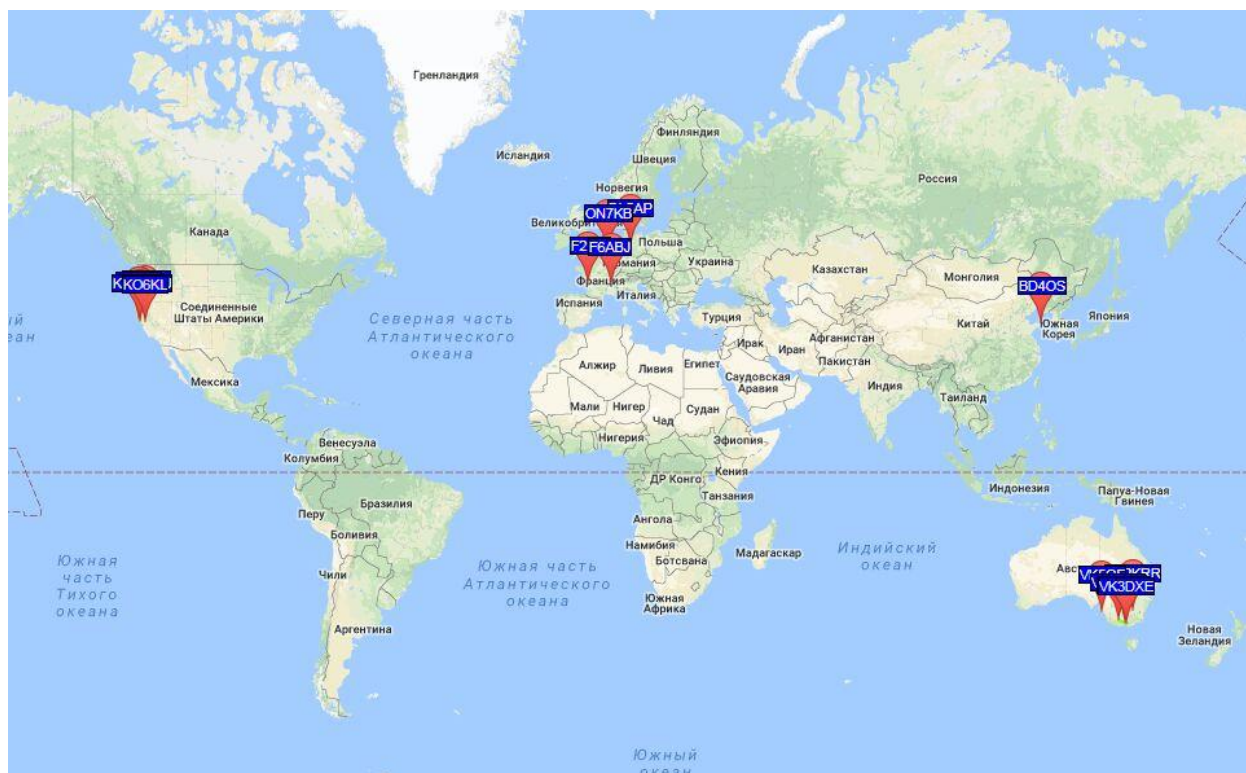 Гренландия
Финляндия
Исландия
Швеция
Россия
Норвегия
ON7KB
Канада
Польша
F6ABJ
Украина
Казахстан
Монголия
Франция
BD4OS
KO6KL
Соединенные
Штаты Америки
Испания
Италия
Северная часть
Атлантического
океана
Турция
Китай
Южная
Корея
Япония
Ирак
Иран
Афганистан
Пакистан
Алжир
Ливия
Египет
Саудовская
Аравия
Мексика
Индия
Мали
Нигер
Чад
Судан
Таиланд
Нигерия
Эфиопия
Венесуэла
Колумбия
Кения
ДР Конго
Танзания
Индонезия
Папуа-Новая
Гвинея
Бразилия
Перу
Ангола
Боливия
Намибия
Ботсвана
Мадагаскар
Индийский
океан
Южная
часть
Тихого
океана
Южная часть
Атлантического
океана
Чили
VK3DXE
Южная
Африка
Аргентина
Новая
Зеландия
Южный